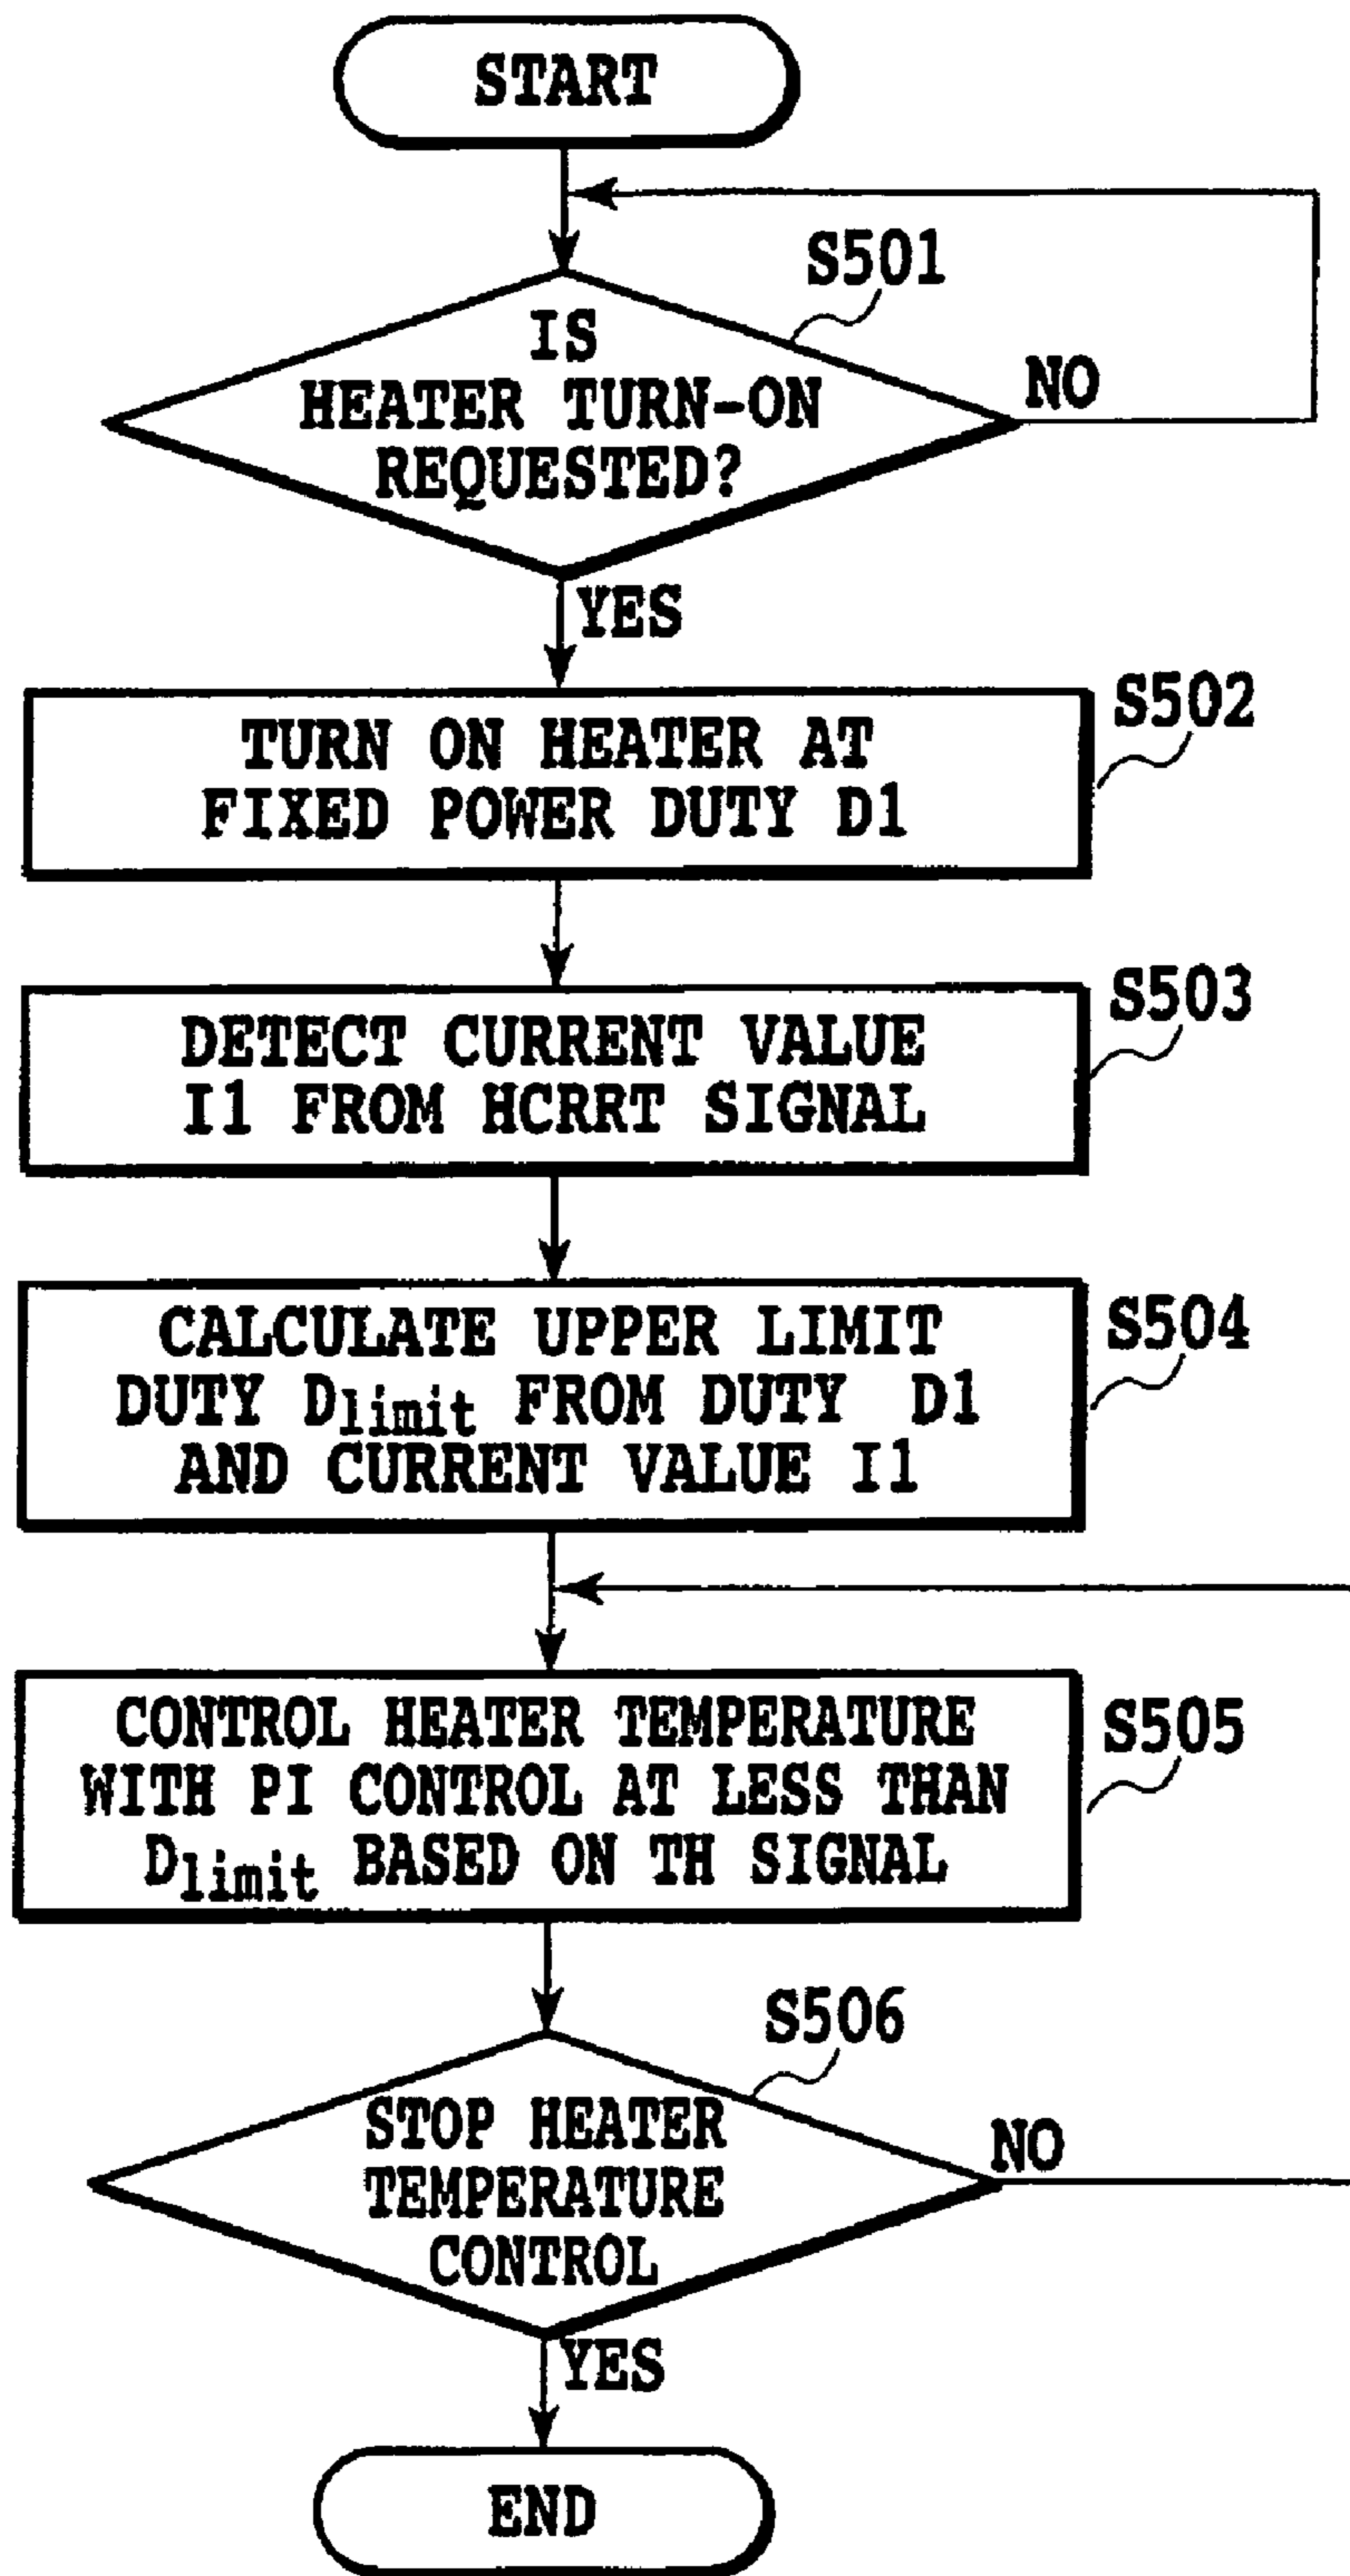 START
S501
IS
HEATER TURN-ON
REQUESTED?
NO
YES
S502
TURN ON HEATER AT
FIXED POWER DUTY D1
S503
DETECT CURRENT VALUE
I1 FROM HCRRT SIGNAL
S504
CALCULATE UPPER LIMIT
DUTY Dlimit FROM DUTY D1
AND CURRENT VALUE I1
S505
CONTROL HEATER TEMPERATURE
WITH PI CONTROL AT LESS THAN
Dlimit BASED ON TH SIGNAL
S506
STOP HEATER
TEMPERATURE
CONTROL
NO
YES
END